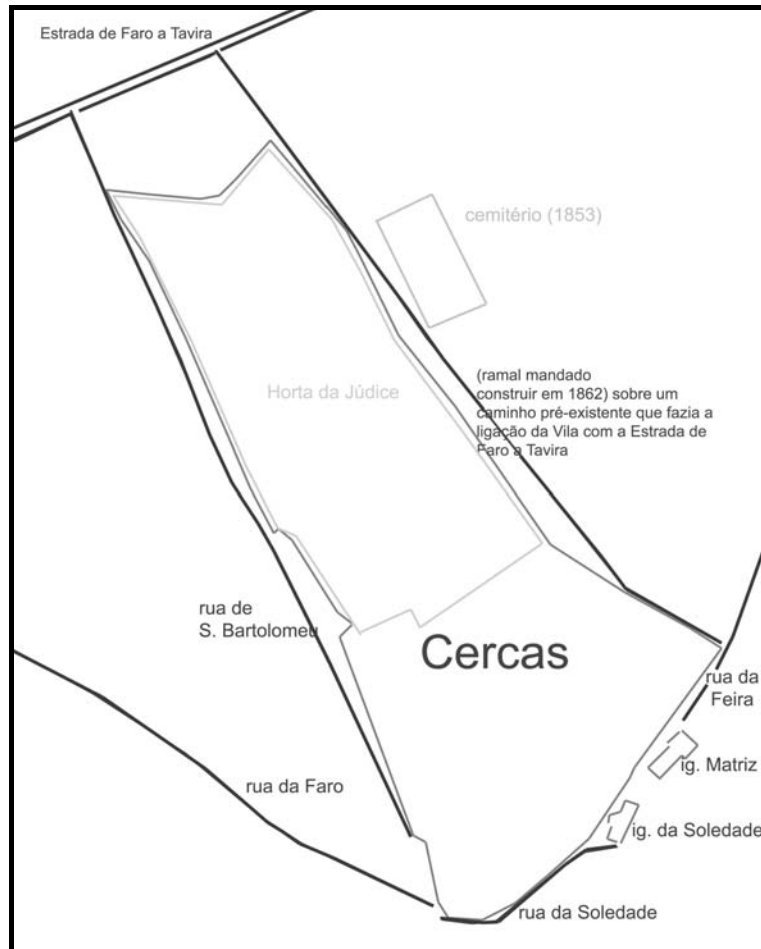 Estrada de Faro a Tavira
cemitério (1853)
Horta da Júdice
(ramal mandado
construir em 1862) sobre um
caminho pré-existente que fazia a
ligação da Vila com a Estrada de
Faro a Tavira
rua de
S. Bartolomeu
Cercas
rua da
Feira
ig. Matriz
rua da Faro
ig. da Soledade
rua da Soledade